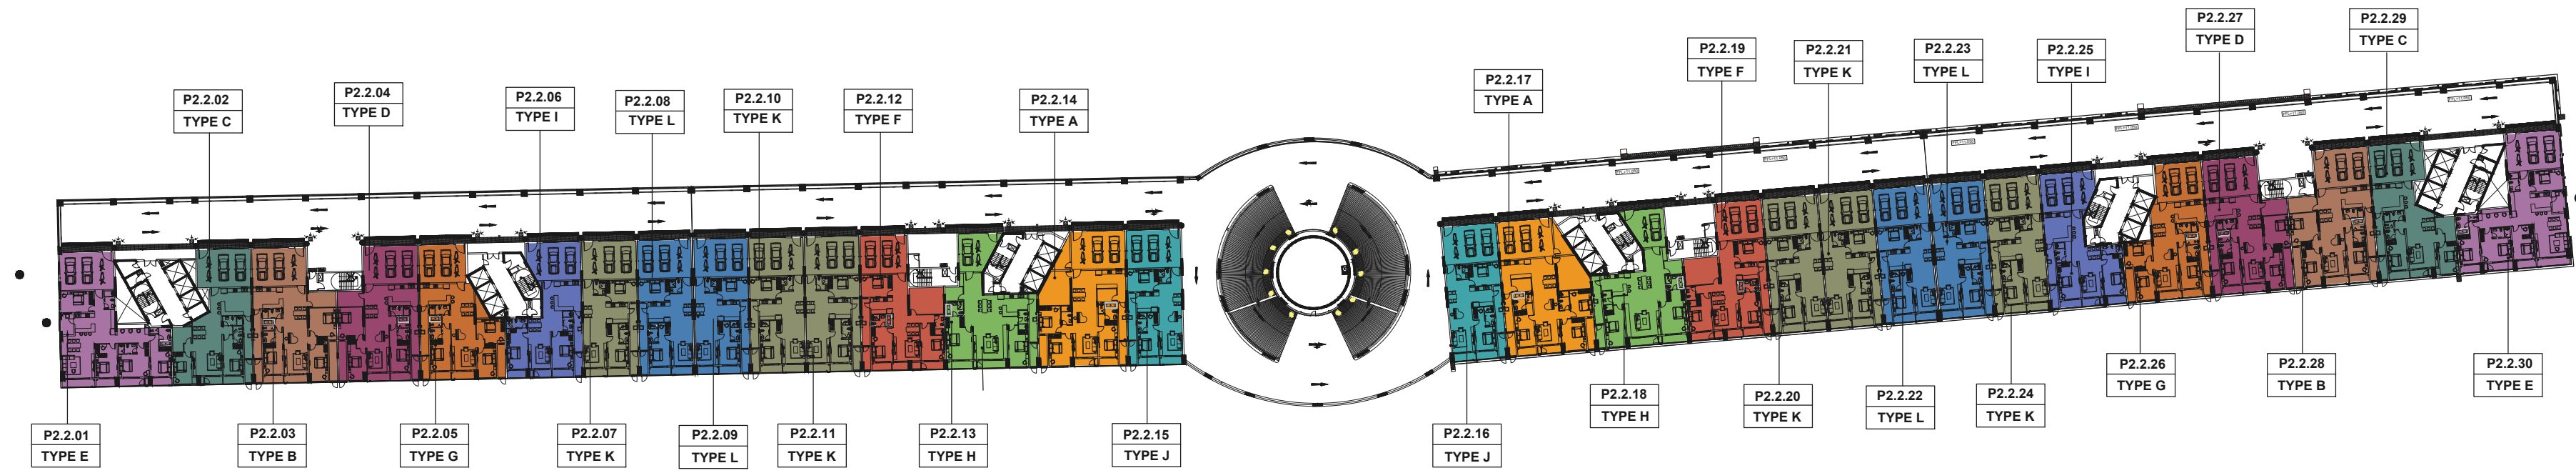 P2.2.01
TYPE E
P2.2.02
TYPE C
P2.2.03
TYPE B
P2.2.04
TYPE D
P2.2.05
TYPE G
P2.2.06
TYPE I
P2.2.07
TYPE K
P2.2.08
TYPE L
P2.2.09
TYPE L
P2.2.10
TYPE K
P2.2.11
TYPE K
P2.2.12
TYPE F
P2.2.13
TYPE H
P2.2.14
TYPE A
P2.2.15
TYPE J
P2.2.16
TYPE J
P2.2.17
TYPE A
P2.2.18
TYPE H
P2.2.19
TYPE F
P2.2.20
TYPE K
P2.2.21
TYPE K
P2.2.22
TYPE L
P2.2.23
TYPE L
P2.2.24
TYPE K
P2.2.25
TYPE I
P2.2.26
TYPE G
P2.2.27
TYPE D
P2.2.28
TYPE B
P2.2.29
TYPE C
P2.2.30
TYPE E